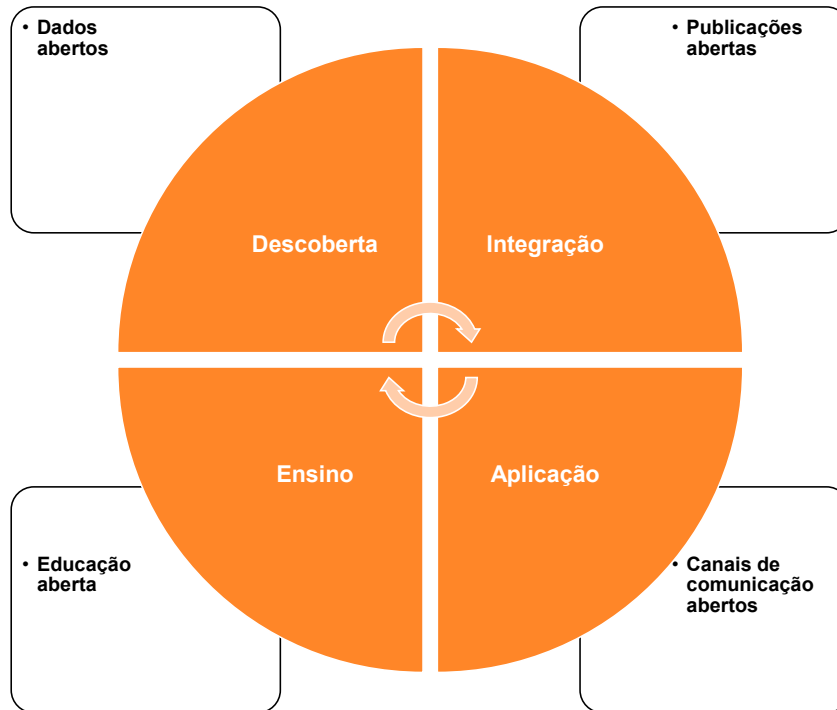 • Dados
abertos
• Publicações
abertas
Descoberta
Integração
Ensino
Aplicação
• Educação
aberta
• Canais de
comunicação
abertos